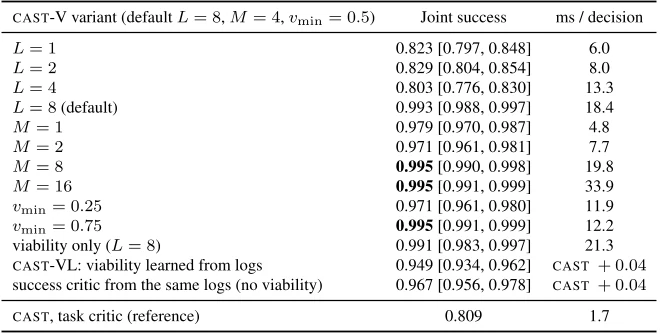 CAST-V variant (default L = 8, M = 4, vmin = 0.5) Joint success ms / decision
L = 1 0.823 [0.797, 0.848] 6.0
L = 2 0.829 [0.804, 0.854] 8.0
L = 4 0.803 [0.776, 0.830] 13.3
L = 8 (default) 0.993 [0.988, 0.997] 18.4
M = 1 0.979 [0.970, 0.987] 4.8
M = 2 0.971 [0.961, 0.981] 7.7
M = 8 0.995 [0.990, 0.998] 19.8
M = 16 0.995 [0.991, 0.999] 33.9
vmin = 0.25 0.971 [0.961, 0.980] 11.9
vmin = 0.75 0.995 [0.991, 0.999] 12.2
viability only (L = 8) 0.991 [0.983, 0.997] 21.3
CAST-VL: viability learned from logs 0.949 [0.934, 0.962] CAST + 0.04
success critic from the same logs (no viability) 0.967 [0.956, 0.978] CAST + 0.04
CAST, task critic (reference) 0.809 1.7